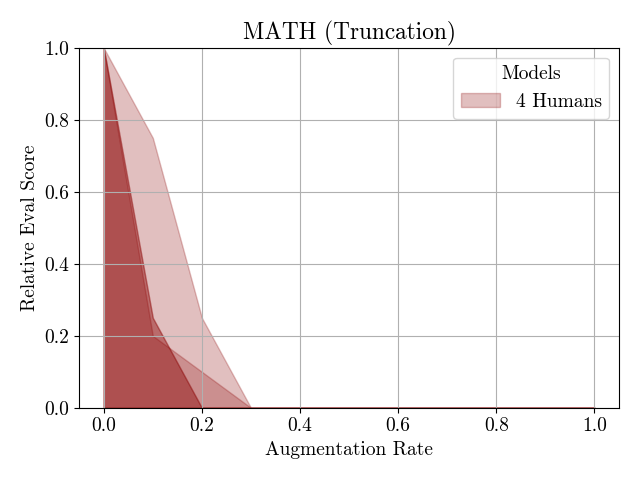 MATH (Truncation)
Models
4 Humans
Relative Eval Score
1.0
0.8
0.6
0.4
0.2
0.0
0.0 0.2 0.4 0.6 0.8 1.0
Augmentation Rate